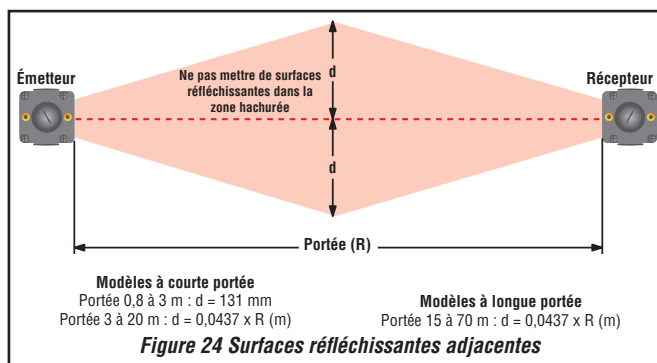 Émetteur
Ne pas mettre de surfaces
réfléchissantes dans la
zone hachurée
d
Récepteur
d
Portée (R)
Modèles à courte portée
Portée 0,8 à 3 m : d = 131 mm
Portée 3 à 20 m : d = 0,0437 x R (m)
Modèles à longue portée
Portée 15 à 70 m : d = 0,0437 x R (m)
Figure 24 Surfaces réfléchissantes adjacentes